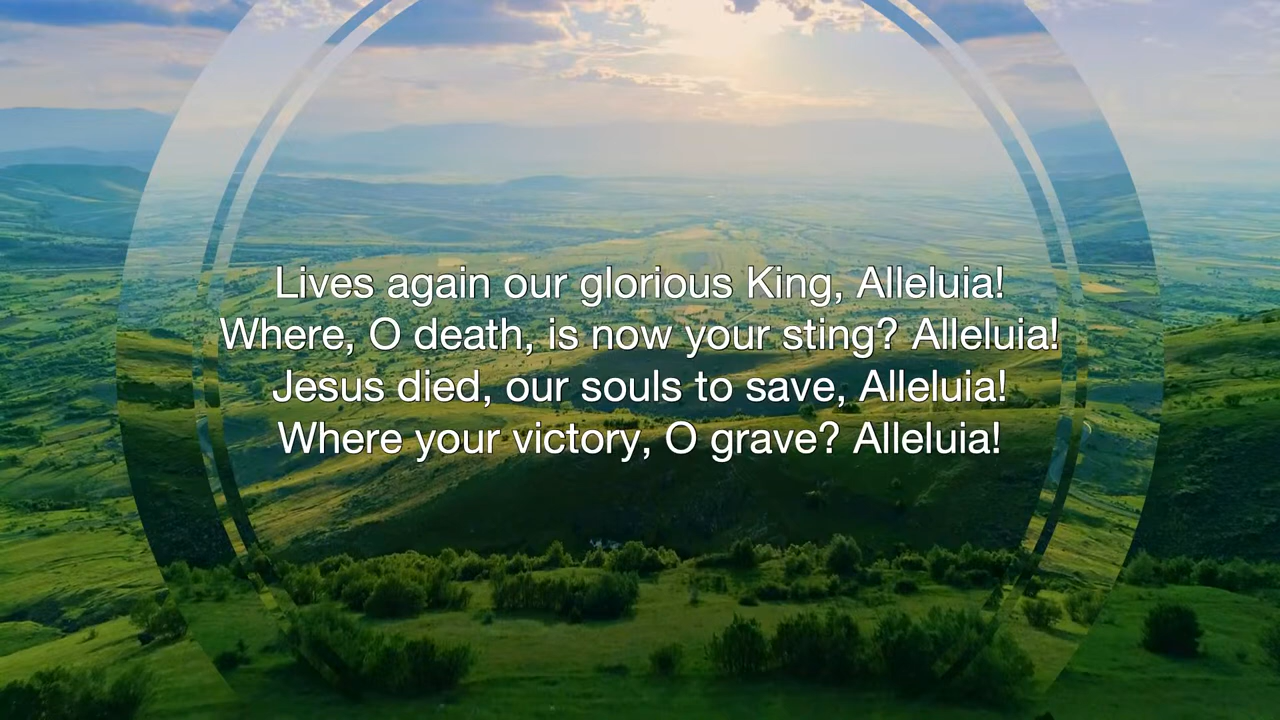 Lives again our glorious King, Alleluia!
Where, O death, is now your sting? Alleluia!
Jesus died, our souls to save, Alleluia!
Where your victory, O grave? Alleluia!